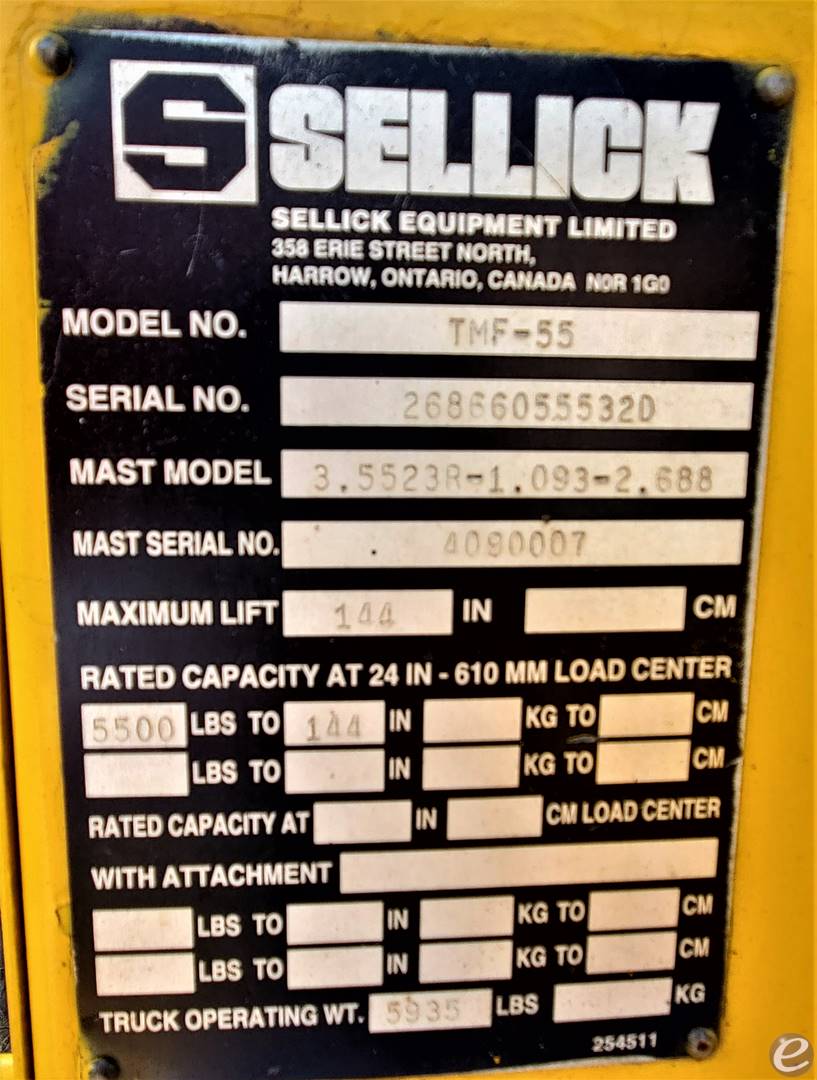 S SELLICK
SELLICK EQUIPMENT LIMITED
358 ERIE STREET NORTH,
HARROW, ONTARIO, CANADA N0R 1G0
MODEL NO. TMF-55
SERIAL NO. 26866055532D
MAST MODEL 3.5523R-1.093-2.688
MAST SERIAL NO. 4090007
MAXIMUM LIFT 144 IN CM
RATED CAPACITY AT 24 IN - 610 MM LOAD CENTER
5500 LBS TO 144 IN KG TO CM
LBS TO IN KG TO CM
RATED CAPACITY AT IN CM LOAD CENTER
WITH ATTACHMENT
LBS TO IN KG TO CM
LBS TO IN KG TO CM
TRUCK OPERATING WT. 5935 LBS KG
254511
e